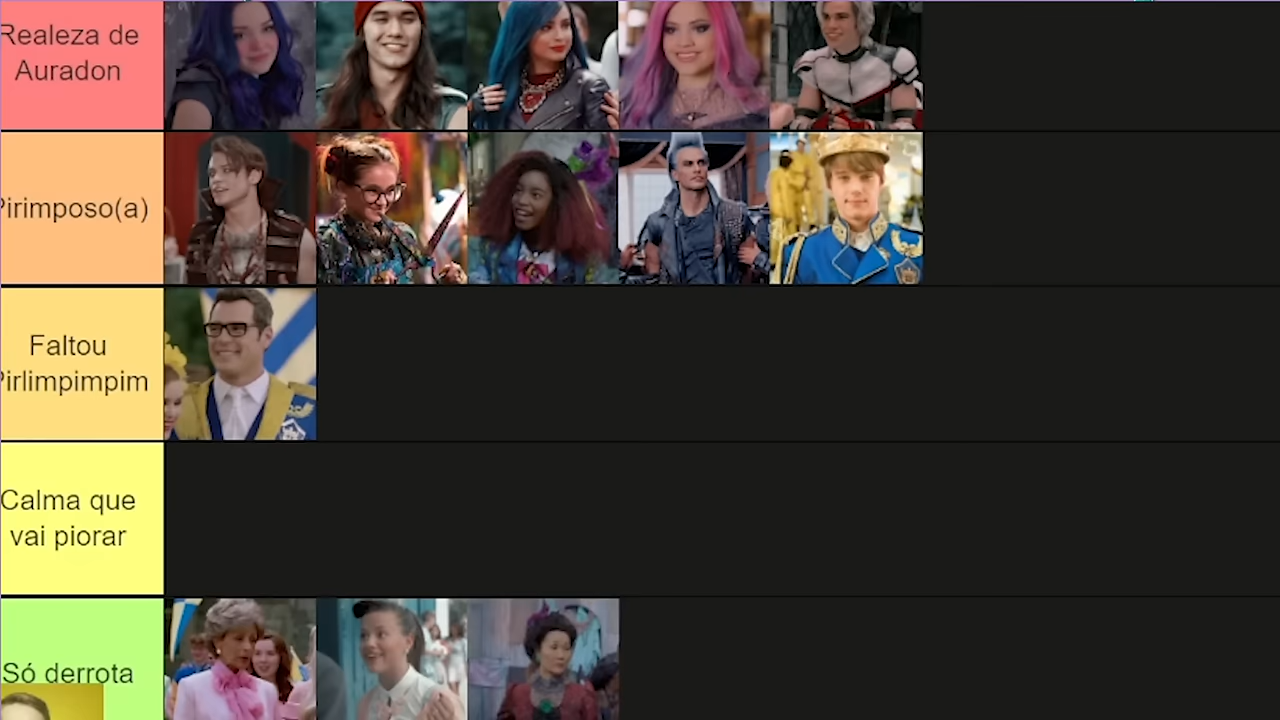 Realeza de
Auradon
Pirimposo(a)
Faltou
Pirlimpimpim
Calma que
vai piorar
Só derrota